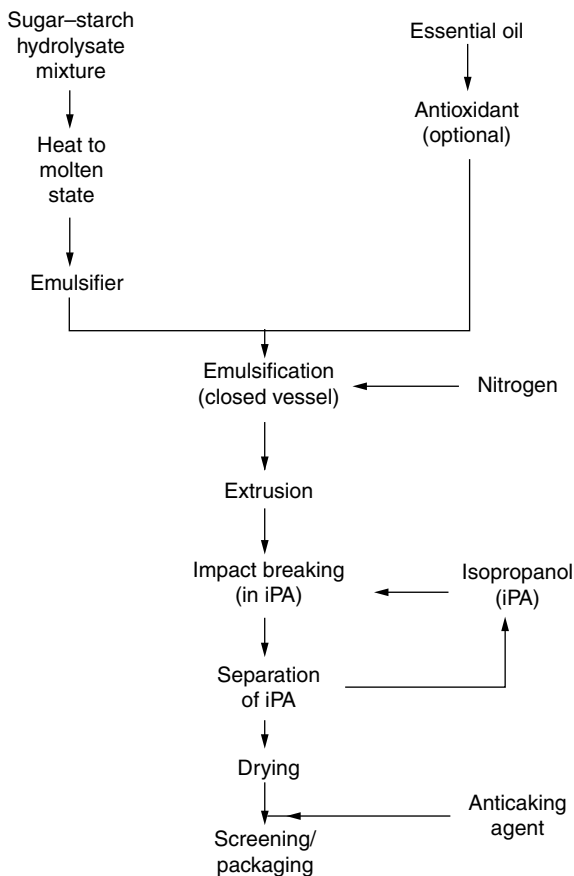 Sugar–starch
hydrolysate
mixture
Essential oil
Antioxidant
(optional)
Heat to
molten
state
Emulsifier
Emulsification
(closed vessel)
Nitrogen
Extrusion
Impact breaking
(in iPA)
Isopropanol
(iPA)
Separation
of iPA
Drying
Anticaking
agent
Screening/
packaging